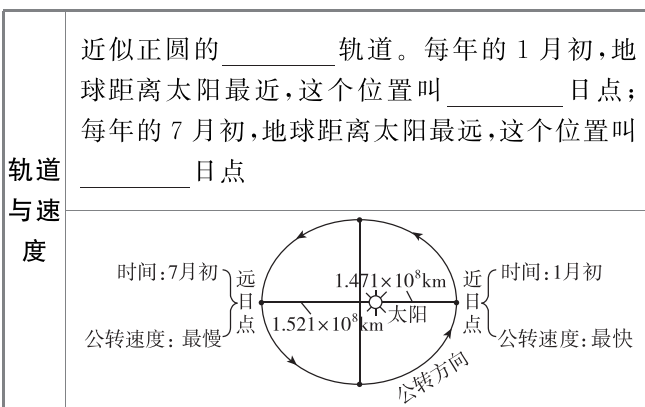 近似正圆的________轨道。每年的1月初,地
球距离太阳最近,这个位置叫________日点;
每年的7月初,地球距离太阳最远,这个位置叫
________日点
轨道
与速
度
时间:7月初
公转速度:最慢
远日点
1.471×10⁸km
太阳
1.521×10⁸km
近日点
时间:1月初
公转速度:最快
公转方向